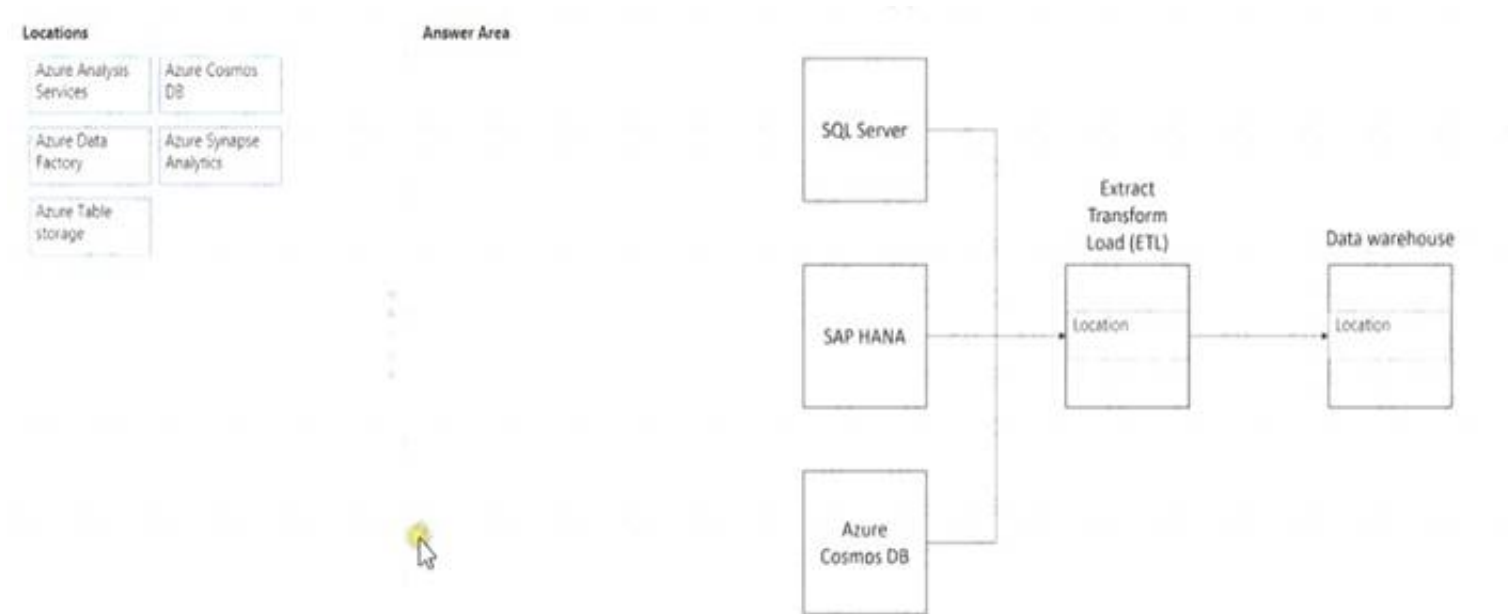 Locations
Azure Analysis
Services
Azure Cosmos
DB
Azure Data
Factory
Azure Synapse
Analytics
Azure Table
storage
Answer Area
SQL Server
SAP HANA
Azure
Cosmos DB
Extract
Transform
Load (ETL)
Location
Data warehouse
Location